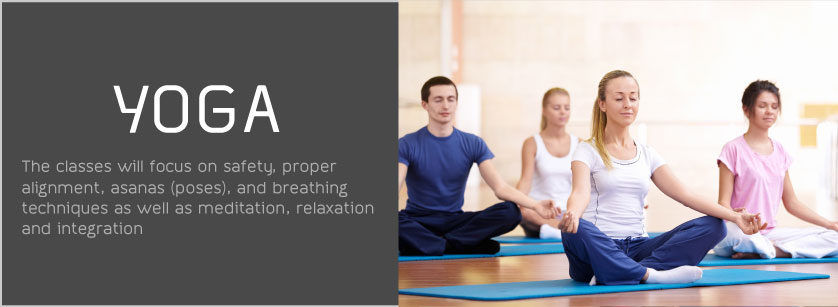 YOGA
The classes will focus on safety, proper
alignment, asanas (poses), and breathing
techniques as well as meditation, relaxation
and integration